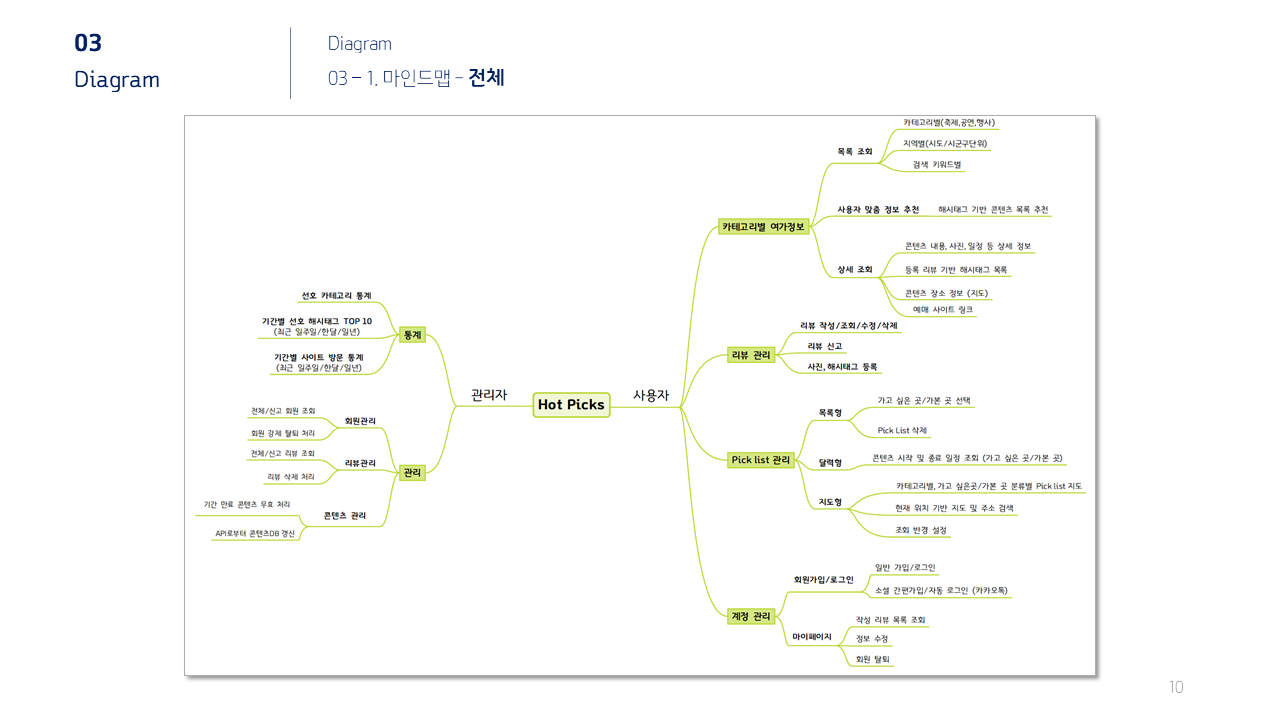 03
Diagram
Diagram
03 – 1. 마인드맵 – 전체
Hot Picks
관리자
통계
선호 카테고리 통계
기간별 선호 해시태그 TOP 10
(최근 일주일/한달/일년)
기간별 사이트 방문 통계
(최근 일주일/한달/일년)
관리
회원관리
전체/신고 회원 조회
회원 강제 탈퇴 처리
리뷰관리
전체/신고 리뷰 조회
리뷰 삭제 처리
콘텐츠 관리
기간 만료 콘텐츠 무효 처리
API로부터 콘텐츠DB 갱신
사용자
카테고리별 여가정보
목록 조회
카테고리별(축제,공연,행사)
지역별(시도/시군구단위)
검색 키워드별
사용자 맞춤 정보 추천
해시태그 기반 콘텐츠 목록 추천
상세 조회
콘텐츠 내용, 사진, 일정 등 상세 정보
등록 리뷰 기반 해시태그 목록
콘텐츠 장소 정보 (지도)
예매 사이트 링크
리뷰 관리
리뷰 작성/조회/수정/삭제
리뷰 신고
사진, 해시태그 등록
Pick list 관리
목록형
가고 싶은 곳/가본 곳 선택
Pick List 삭제
달력형
콘텐츠 시작 및 종료 일정 조회 (가고 싶은 곳/가본 곳)
지도형
카테고리별, 가고 싶은곳/가본 곳 분류별 Pick list 지도
현재 위치 기반 지도 및 주소 검색
조회 반경 설정
계정 관리
회원가입/로그인
일반 가입/로그인
소셜 간편가입/자동 로그인 (카카오톡)
마이페이지
작성 리뷰 목록 조회
정보 수정
회원 탈퇴
10